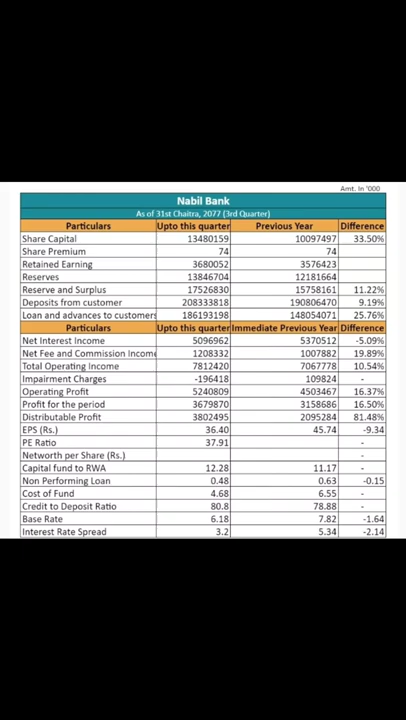 Amt. In '000
Nabil Bank
As of 31st Chaitra, 2077 (3rd Quarter)
Particulars Upto this quarter Previous Year Difference
Share Capital 13480159 10097497 33.50%
Share Premium 74 74
Retained Earning 3680052 3576423
Reserves 13846704 12181664
Reserve and Surplus 17526830 15758161 11.22%
Deposits from customer 208333818 190806470 9.19%
Loan and advances to customers 186193198 148054071 25.76%
Particulars Upto this quarter Immediate Previous Year Difference
Net Interest Income 5096962 5370512 -5.09%
Net Fee and Commission Income 1208332 1007882 19.89%
Total Operating Income 7812420 7067778 10.54%
Impairment Charges -196418 109824 -
Operating Profit 5240809 4503467 16.37%
Profit for the period 3679870 3158686 16.50%
Distributable Profit 3802495 2095284 81.48%
EPS (Rs.) 36.40 45.74 -9.34
PE Ratio 37.91 -
Networth per Share (Rs.) -
Capital fund to RWA 12.28 11.17 -
Non Performing Loan 0.48 0.63 -0.15
Cost of Fund 4.68 6.55 -
Credit to Deposit Ratio 80.8 78.88 -
Base Rate 6.18 7.82 -1.64
Interest Rate Spread 3.2 5.34 -2.14